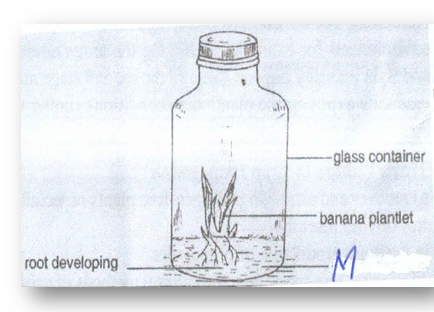 glass container
banana plantlet
root developing
M